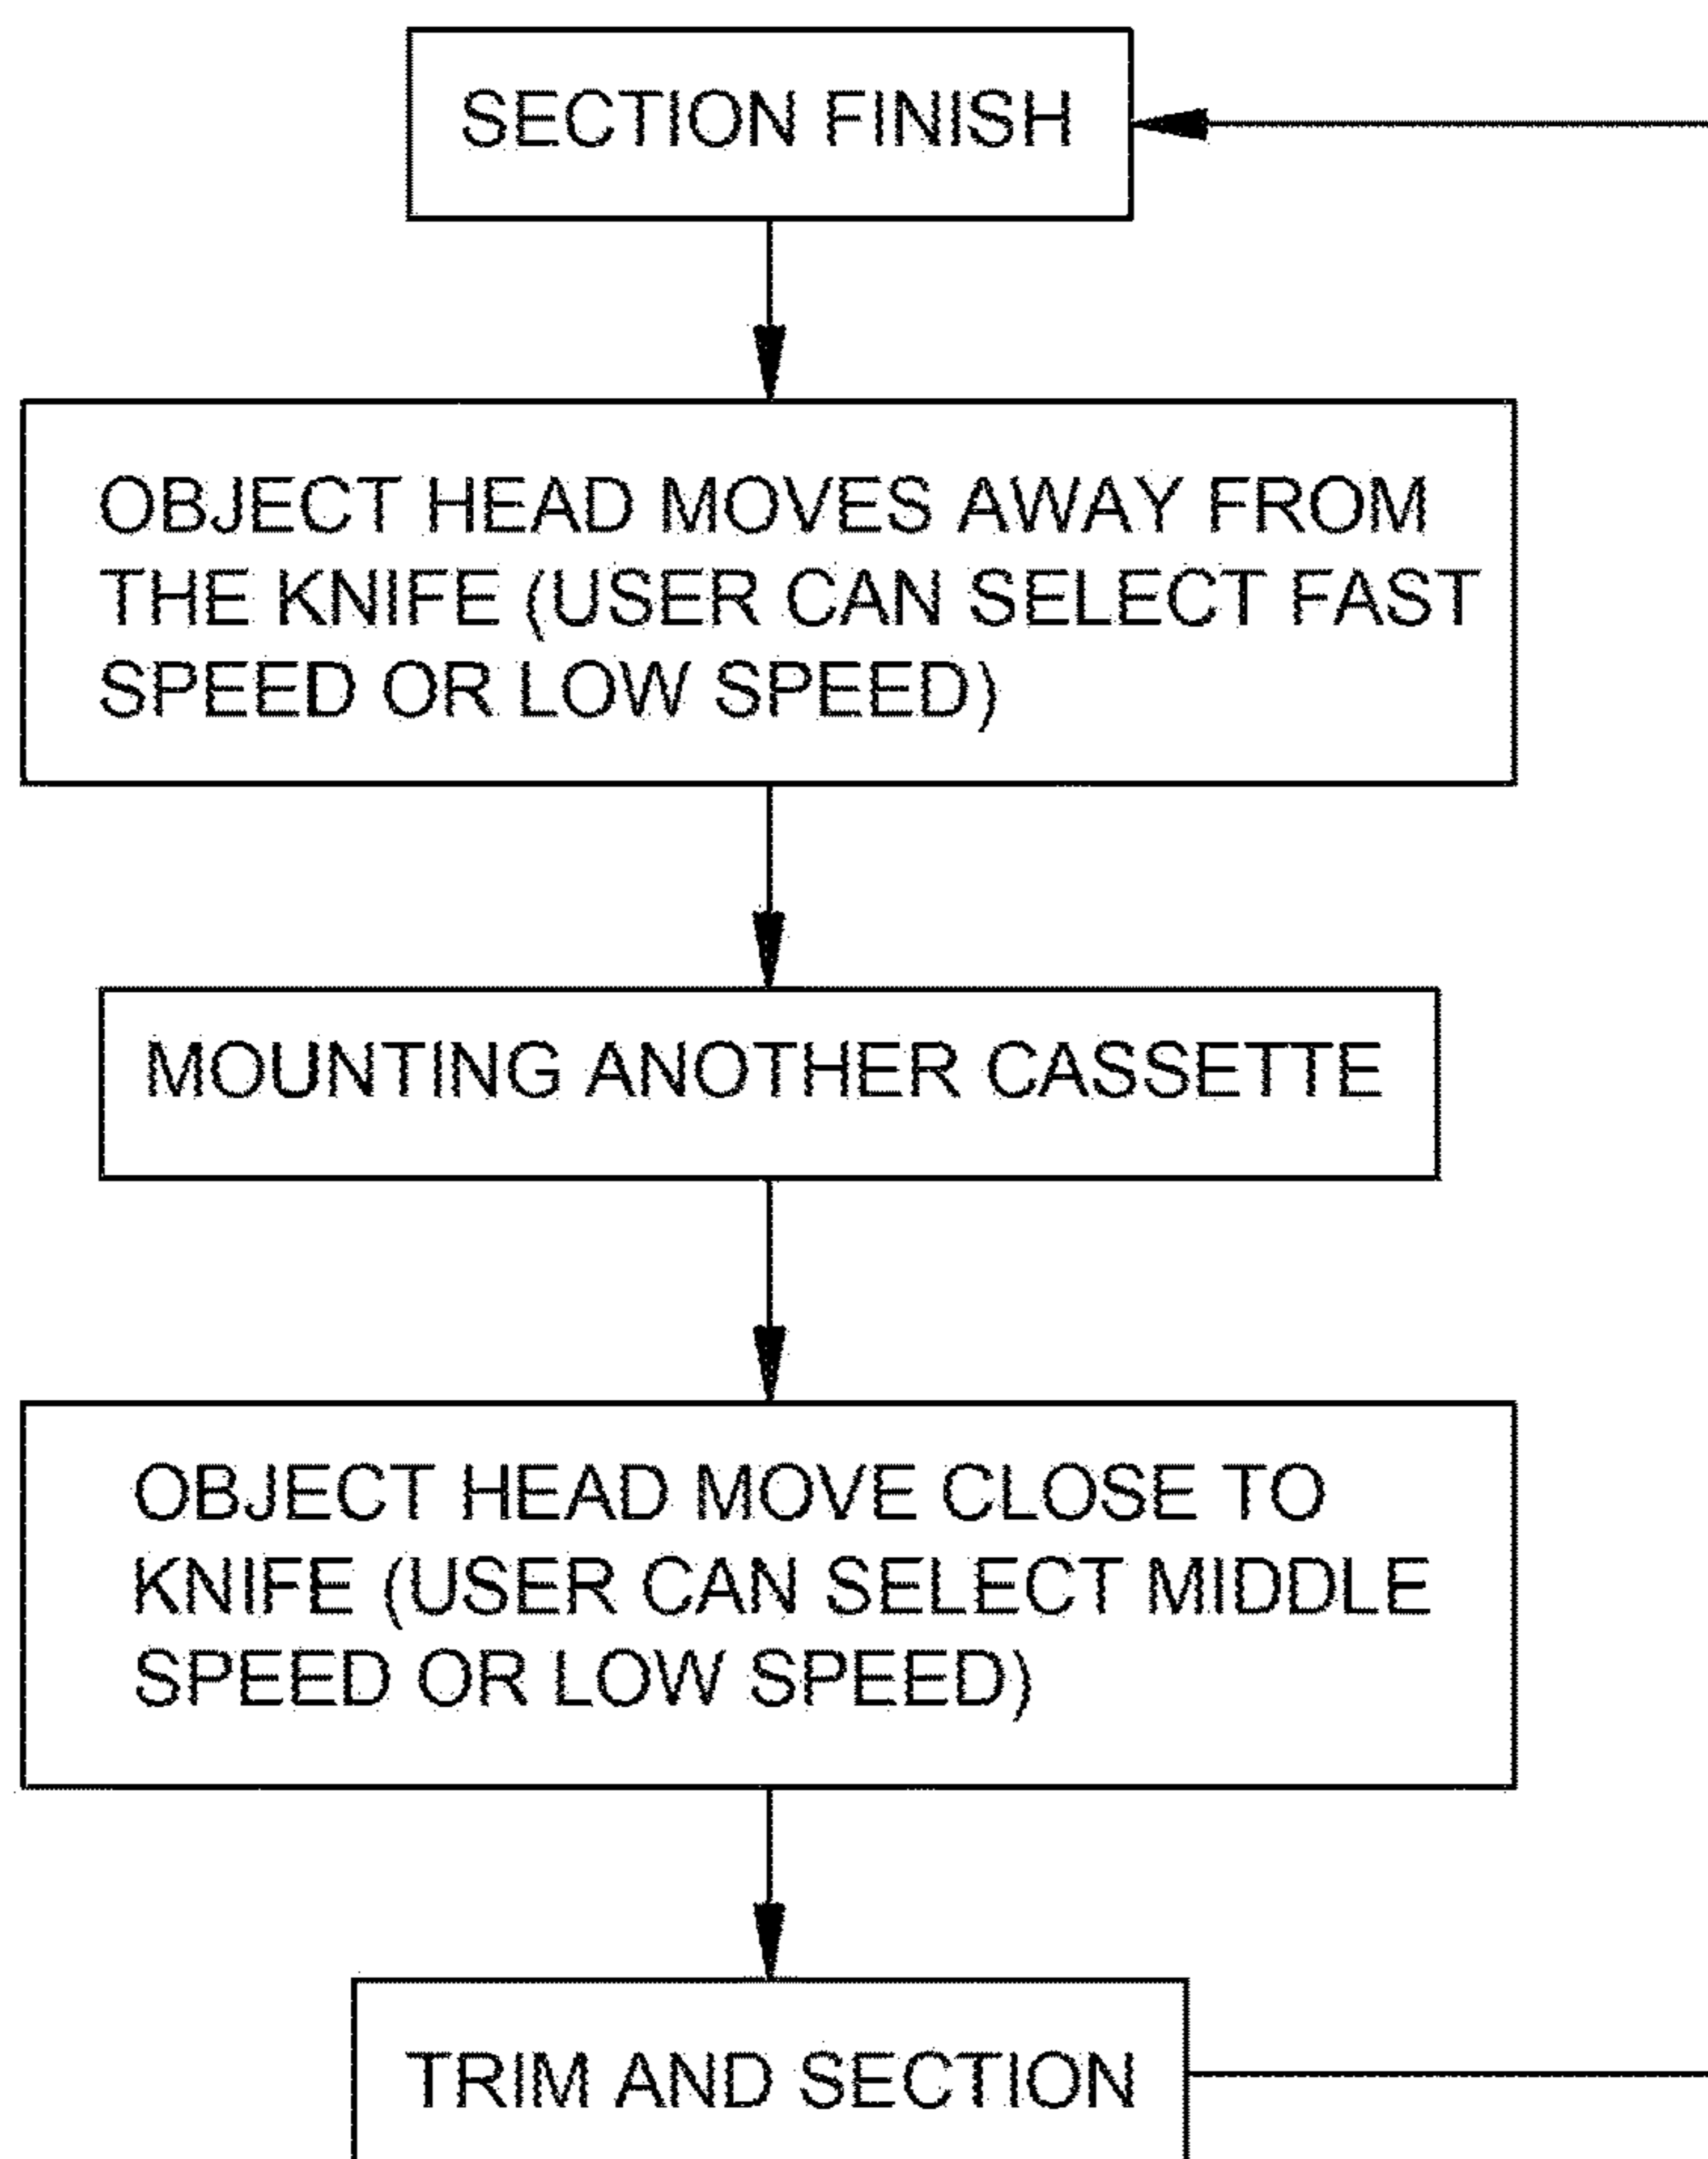 SECTION FINISH
OBJECT HEAD MOVES AWAY FROM
THE KNIFE (USER CAN SELECT FAST
SPEED OR LOW SPEED)
MOUNTING ANOTHER CASSETTE
OBJECT HEAD MOVE CLOSE TO
KNIFE (USER CAN SELECT MIDDLE
SPEED OR LOW SPEED)
TRIM AND SECTION